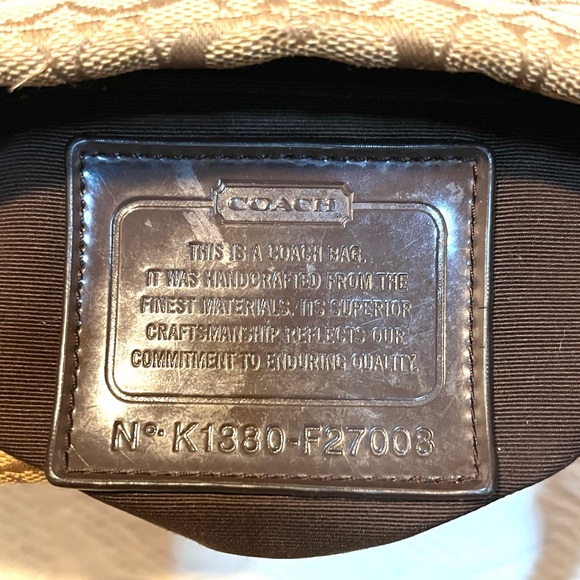 COACH
THIS IS A COACH BAG.
IT WAS HANDCRAFTED FROM THE
FINEST MATERIALS. ITS SUPERIOR
CRAFTSMANSHIP REFLECTS OUR
COMMITMENT TO ENDURING QUALITY.
Nº· K1380-F27003